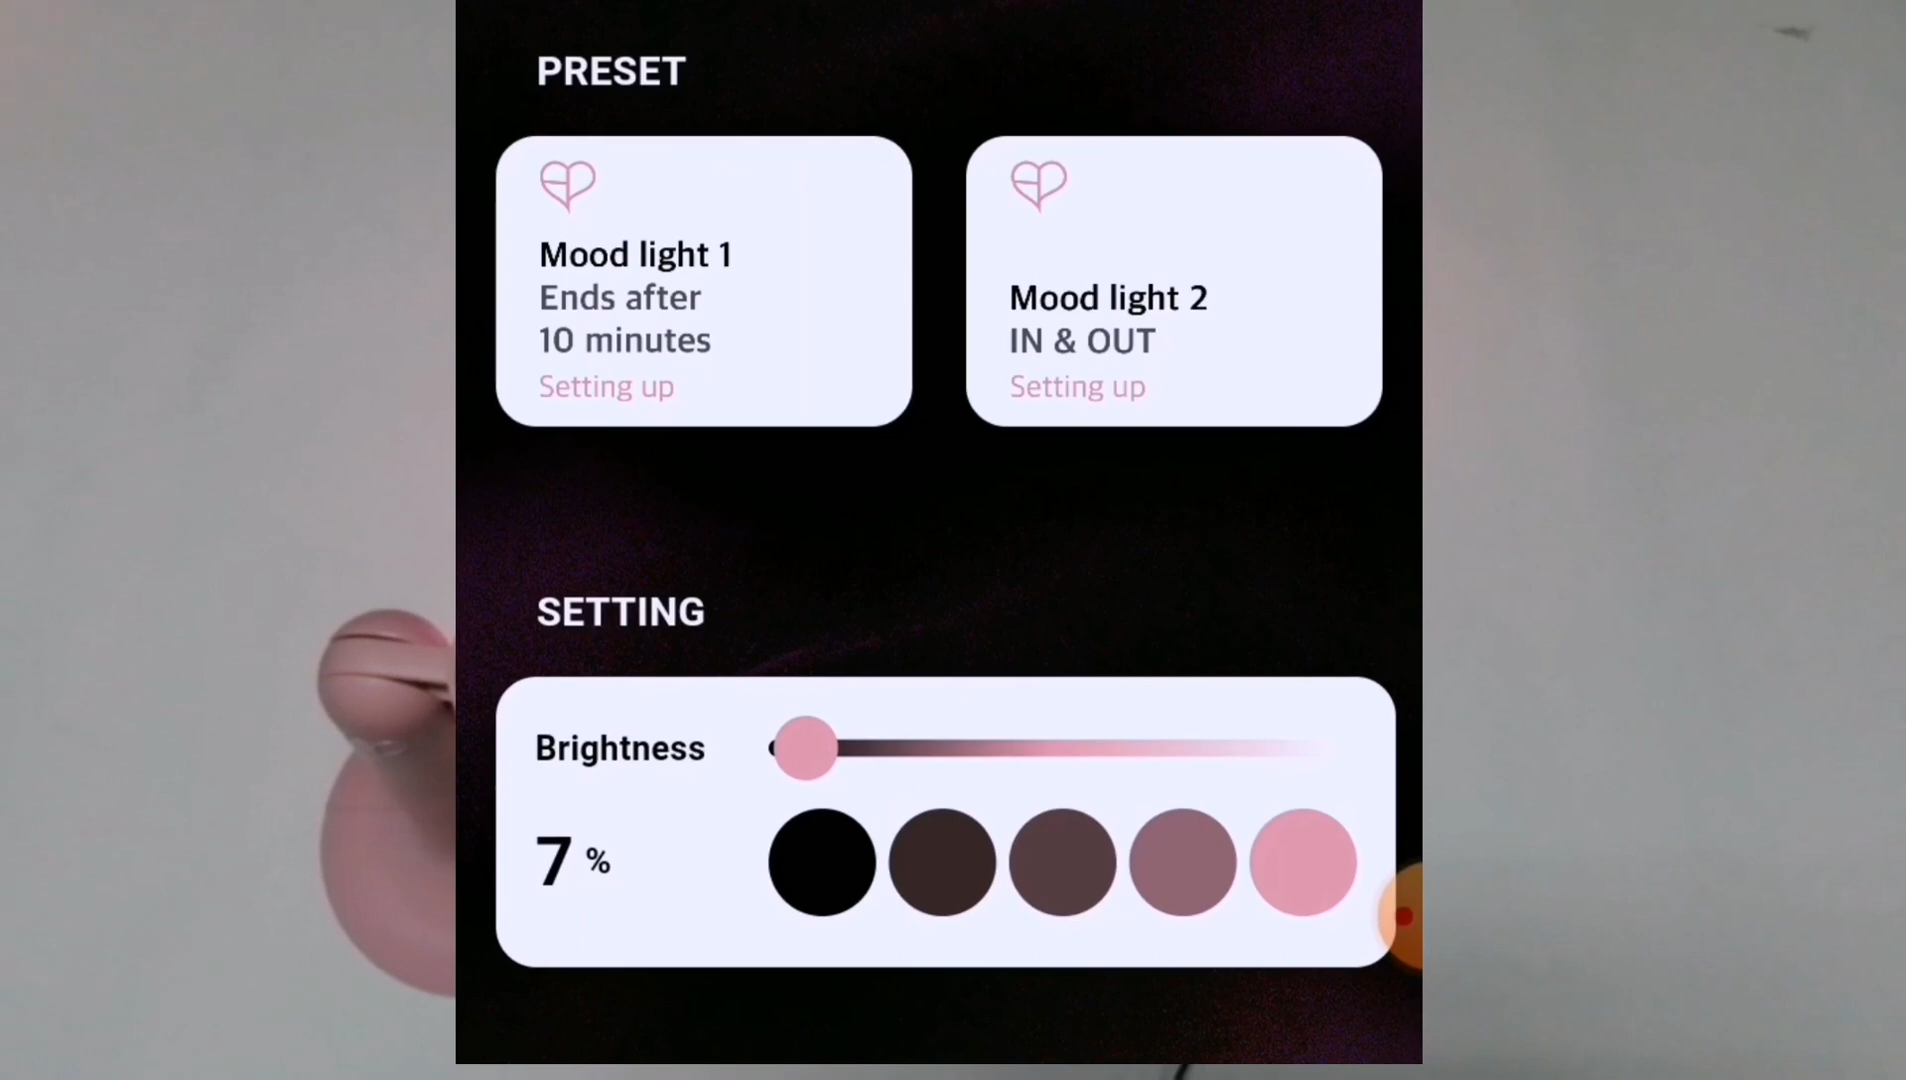 PRESET
Mood light 1
Ends after
10 minutes
Setting up
Mood light 2
IN & OUT
Setting up
SETTING
Brightness
7 %